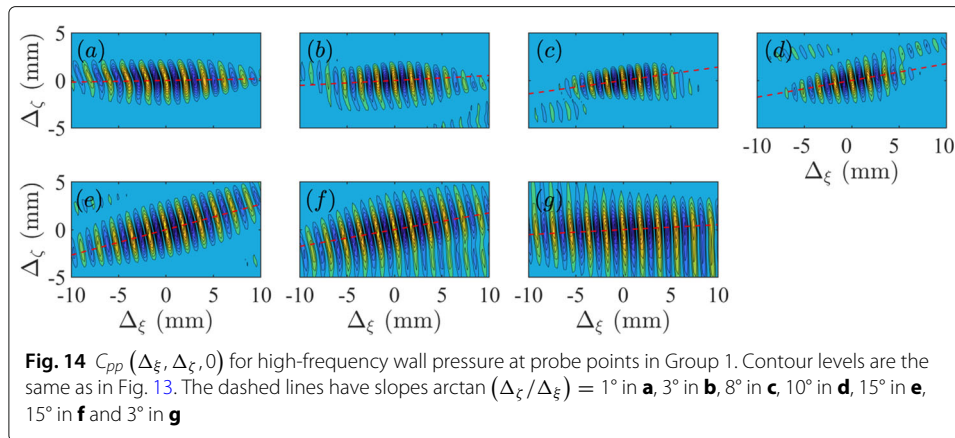 5
0
-5
Δζ (mm)
(a)
(b)
(c)
(d)
-10 -5 0 5 10
Δξ (mm)
5
0
-5
Δζ (mm)
(e)
(f)
(g)
-10 -5 0 5 10
-10 -5 0 5 10
-10 -5 0 5 10
Δξ (mm)
Δξ (mm)
Δξ (mm)
Fig. 14 Cpp (Δξ, Δζ, 0) for high-frequency wall pressure at probe points in Group 1. Contour levels are the
same as in Fig. 13. The dashed lines have slopes arctan (Δζ/Δξ) = 1° in a, 3° in b, 8° in c, 10° in d, 15° in e,
15° in f and 3° in g